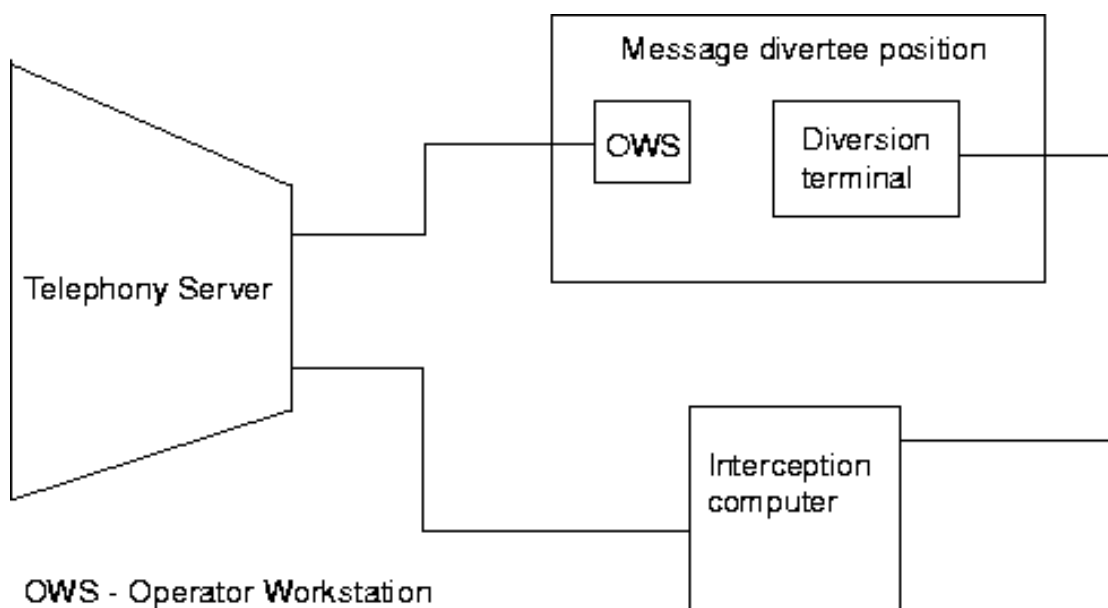 Message divertee position
OWS
Diversion
terminal
Telephony Server
Interception
computer
OWS - Operator Workstation